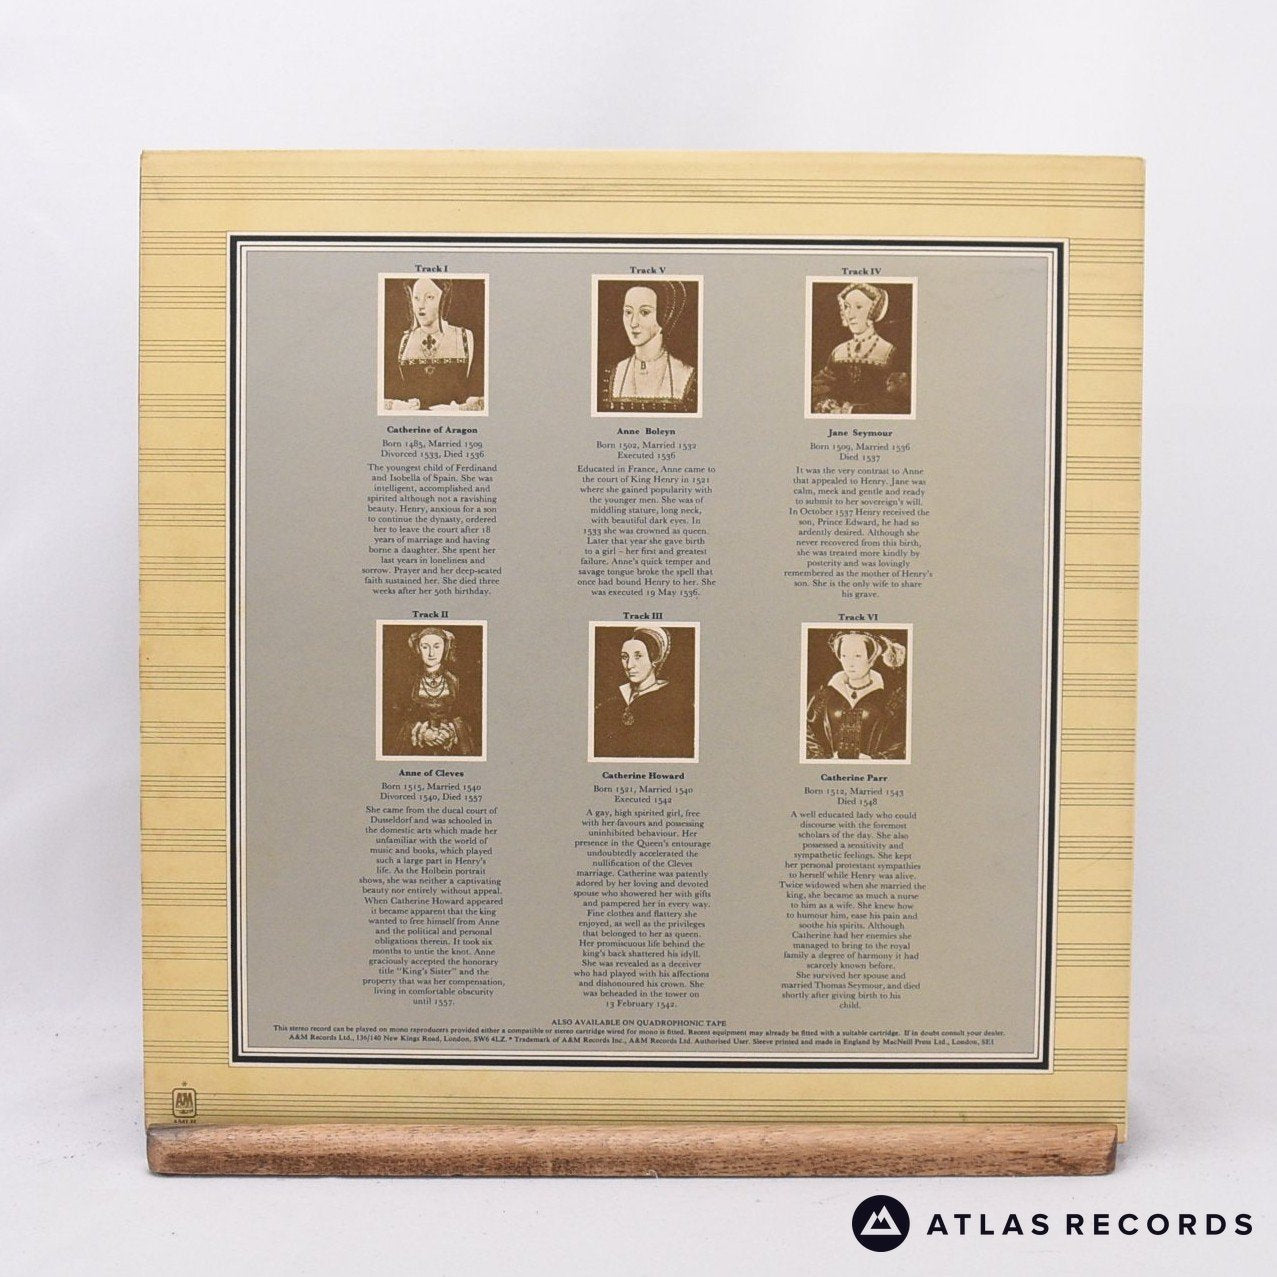 Track I
Catherine of Aragon
Born 1485, Married 1509
Divorced 1533, Died 1536
The youngest child of Ferdinand
and Isobella of Spain. She was
intelligent, accomplished and
spirited although not a ravishing
beauty. Henry, anxious for a son
to continue the dynasty, ordered
her to leave the court after 18
years of marriage and having
borne a daughter. She spent her
last years in loneliness and
sorrow. Prayer and her deep-seated
faith sustained her. She died three
weeks after her 50th birthday.
Track V
Anne Boleyn
Born 1502, Married 1532
Executed 1536
Educated in France, Anne came to
the court of King Henry in 1521
where she gained popularity with
the younger men. She was of
middling stature, long neck,
with beautiful dark eyes. In
1533 she was crowned as queen.
Later that year she gave birth
to a girl – her first and greatest
failure. Anne's quick temper and
savage tongue broke the spell that
once had bound Henry to her. She
was executed 19 May 1536.
Track IV
Jane Seymour
Born 1509, Married 1536
Died 1537
It was the very contrast to Anne
that appealed to Henry. Jane was
calm, meek and gentle and ready
to submit to her sovereign's will.
In October 1537 Henry received the
son, Prince Edward, he had so
ardently desired. Although she
never recovered from this birth,
she was treated more kindly by
posterity and was lovingly
remembered as the mother of Henry's
son. She is the only wife to share
his grave.
Track II
Anne of Cleves
Born 1515, Married 1540
Divorced 1540, Died 1557
She came from the ducal court of
Dusseldorf and was schooled in
the domestic arts which made her
unfamiliar with the world of
music and books, which played
such a large part in Henry's
life. As the Holbein portrait
shows, she was neither a captivating
beauty nor entirely without appeal.
When Catherine Howard appeared
it became apparent that the king
wanted to free himself from Anne
and the political and personal
obligations therein. It took six
months to untie the knot. Anne
graciously accepted the honorary
title "King's Sister" and the
property that was her compensation,
living in comfortable obscurity
until 1557.
Track III
Catherine Howard
Born 1521, Married 1540
Executed 1542
A gay, high spirited girl, free
with her favours and possessing
uninhibited behaviour. Her
presence in the Queen's entourage
undoubtedly accelerated the
nullification of the Cleves
marriage. Catherine was patently
adored by her loving and devoted
spouse who showered her with gifts
and pampered her in every way.
Fine clothes and flattery she
enjoyed, as well as the privileges
that belonged to her as queen.
Her promiscuous life behind the
king's back shattered his idyll.
She was revealed as a deceiver
who had played with his affections
and dishonoured his crown. She
was beheaded in the tower on
13 February 1542.
Track VI
Catherine Parr
Born 1512, Married 1543
Died 1548
A well educated lady who could
discourse with the foremost
scholars of the day. She also
possessed a sensitivity and
sympathetic feelings. She kept
her personal protestant sympathies
to herself while Henry was alive.
Twice widowed when she married the
king, she became as much a nurse
to him as a wife. She knew how
to humour him, ease his pain and
soothe his spirits. Although
Catherine had her enemies she
managed to bring to the royal
family a degree of harmony it had
scarcely known before.
She survived her spouse and
married Thomas Seymour, and died
shortly after giving birth to his
child.
ALSO AVAILABLE ON QUADROPHONIC TAPE
This stereo record can be played on mono reproducers provided either a compatible or stereo cartridge wired for mono is fitted. Recent equipment may already be fitted with a suitable cartridge. If in doubt consult your dealer.
A&M Records Ltd., 136/140 New Kings Road, London, SW6 4LZ. * Trademark of A&M Records Inc., A&M Records Ltd. Authorised User. Sleeve printed and made in England by MacNeill Press Ltd., London, SE1
AM
ATLAS RECORDS